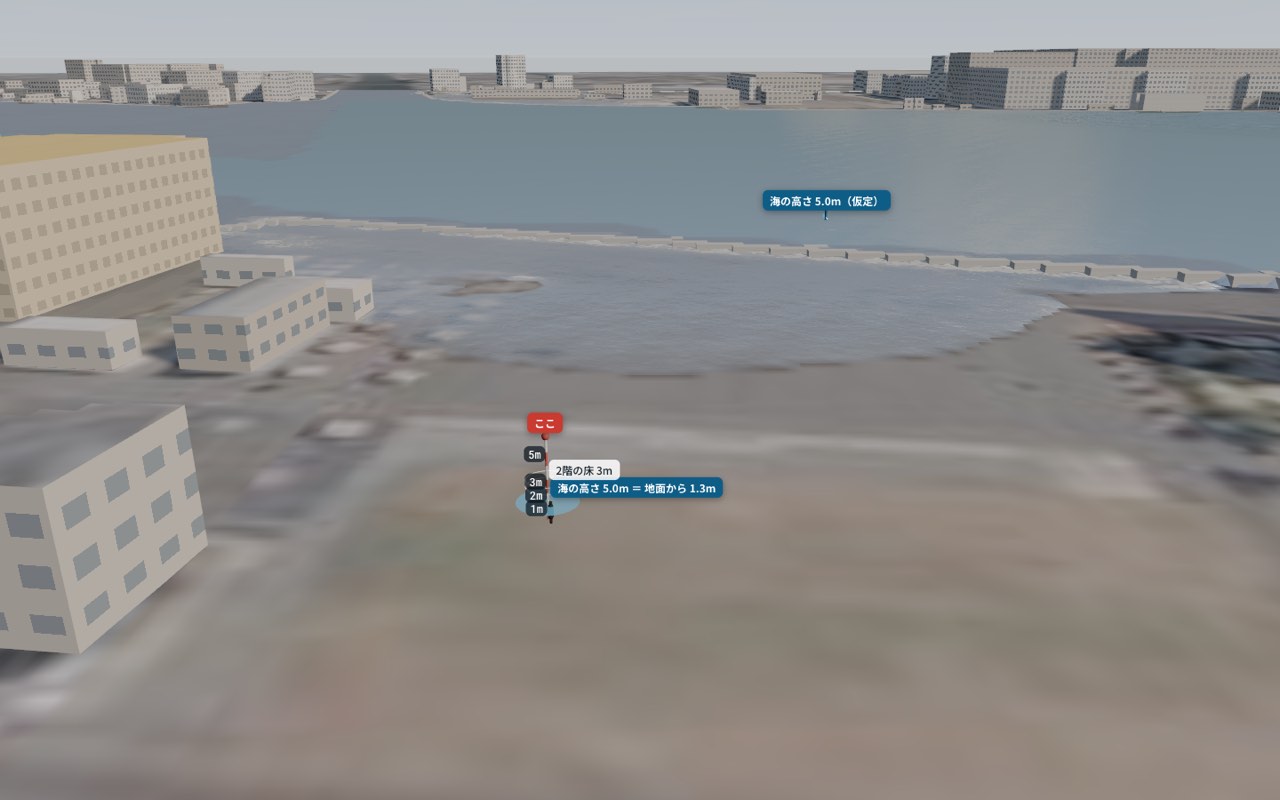 海の高さ 5.0m（仮定）
ここ
5m
2階の床 3m
3m
海の高さ 5.0m ＝ 地面から 1.3m
2m
1m